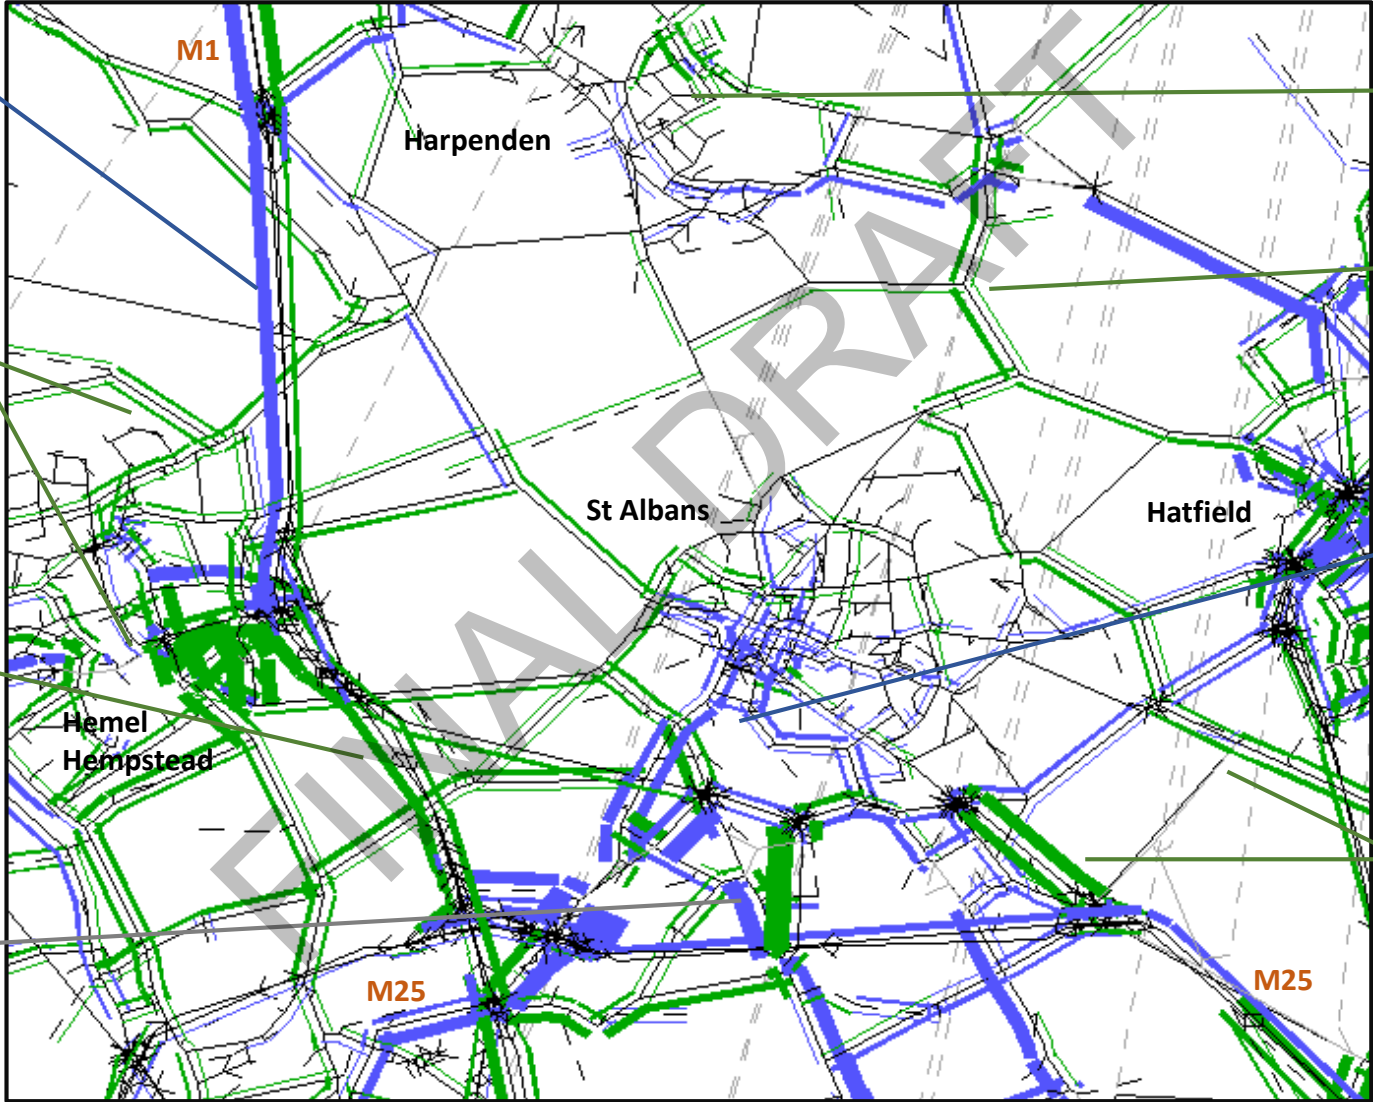 M1
Harpenden
St Albans
Hatfield
Hemel
Hempstead
M25
M25
FINAL DRAFT